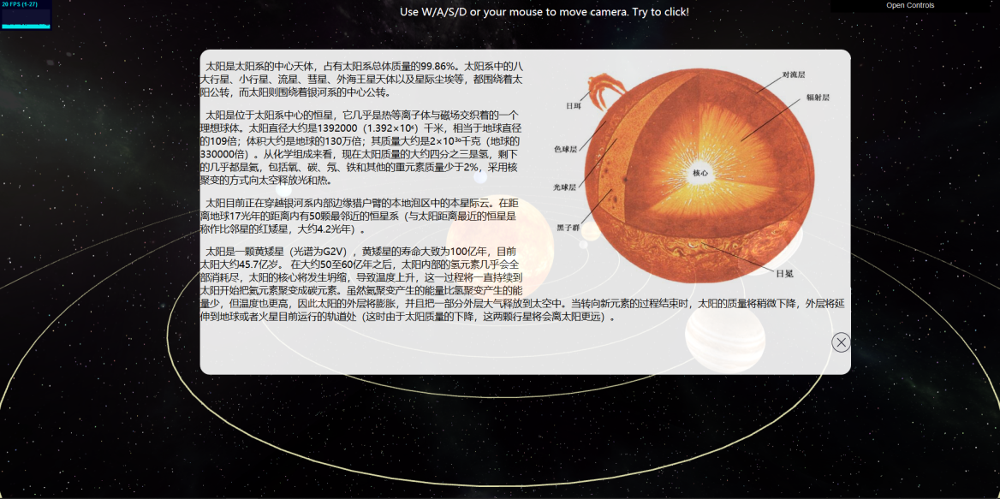 20 FPS (1-27)
Use W/A/S/D or your mouse to move camera. Try to click!
Open Controls
太阳是太阳系的中心天体，占有太阳系总体质量的99.86%。太阳系中的八
大行星、小行星、流星、彗星、外海王星天体以及星际尘埃等，都围绕着太
阳公转，而太阳则围绕着银河系的中心公转。
太阳是位于太阳系中心的恒星，它几乎是热等离子体与磁场交织着的一个
理想球体。太阳直径大约是1392000（1.392×10⁶）千米，相当于地球直径
的109倍；体积大约是地球的130万倍；其质量大约是2×10³⁰千克（地球的
330000倍）。从化学组成来看，现在太阳质量的大约四分之三是氢，剩下
的几乎都是氦，包括氧、碳、氖、铁和其他的重元素质量少于2%，采用核
聚变的方式向太空释放光和热。
太阳目前正在穿越银河系内部边缘猎户臂的本地泡区中的本星际云。在距
离地球17光年的距离内有50颗最邻近的恒星系（与太阳距离最近的恒星是
称作比邻星的红矮星，大约4.2光年）。
太阳是一颗黄矮星（光谱为G2V），黄矮星的寿命大致为100亿年，目前
太阳大约45.7亿岁。 在大约50至60亿年之后，太阳内部的氢元素几乎会全
部消耗尽，太阳的核心将发生坍缩，导致温度上升，这一过程将一直持续到
太阳开始把氦元素聚变成碳元素。虽然氦聚变产生的能量比氢聚变产生的能
量少，但温度也更高，因此太阳的外层将膨胀，并且把一部分外层大气释放到太空中。当转向新元素的过程结束时，太阳的质量将稍微下降，外层将延
伸到地球或者火星目前运行的轨道处（这时由于太阳质量的下降，这两颗行星将会离太阳更远）。
对流层
辐射层
日珥
色球层
核心
光球层
黑子群
日冕